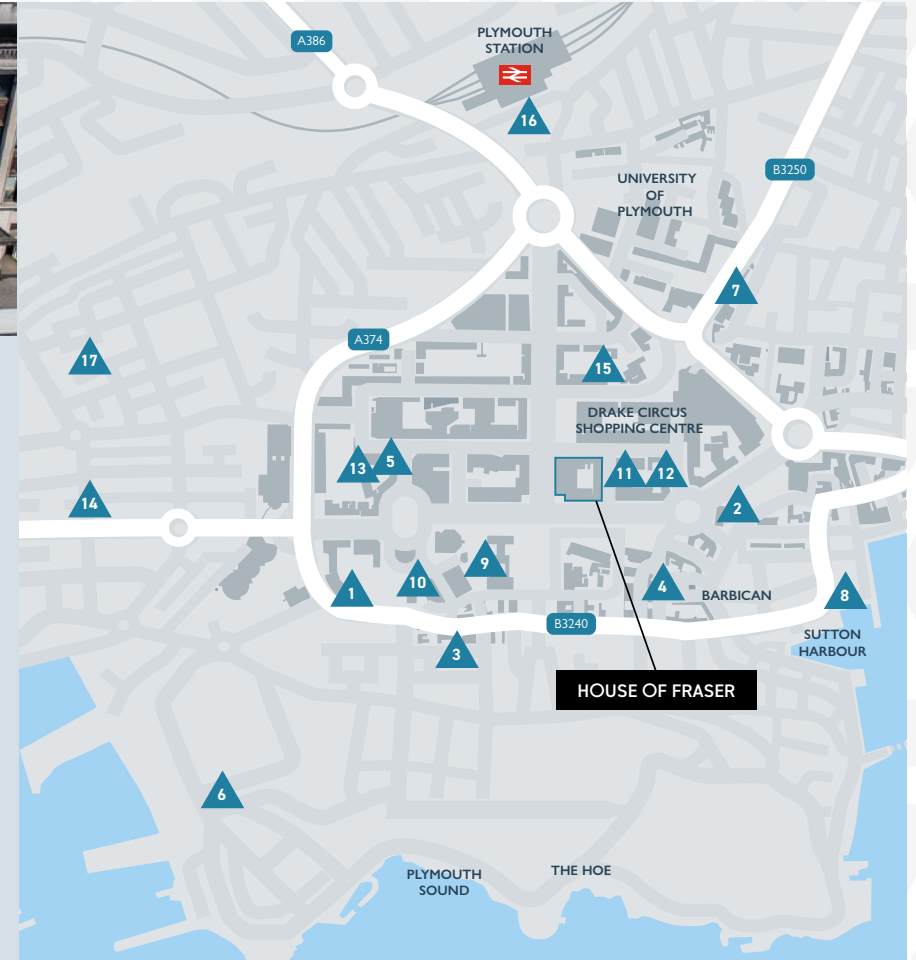 PLYMOUTH
STATION
A386
16
B3250
UNIVERSITY
OF
PLYMOUTH
7
A374
17
15
DRAKE CIRCUS
SHOPPING CENTRE
13
5
11
12
14
2
9
10
1
4
BARBICAN
8
B3240
SUTTON
HARBOUR
3
HOUSE OF FRASER
6
PLYMOUTH
SOUND
THE HOE